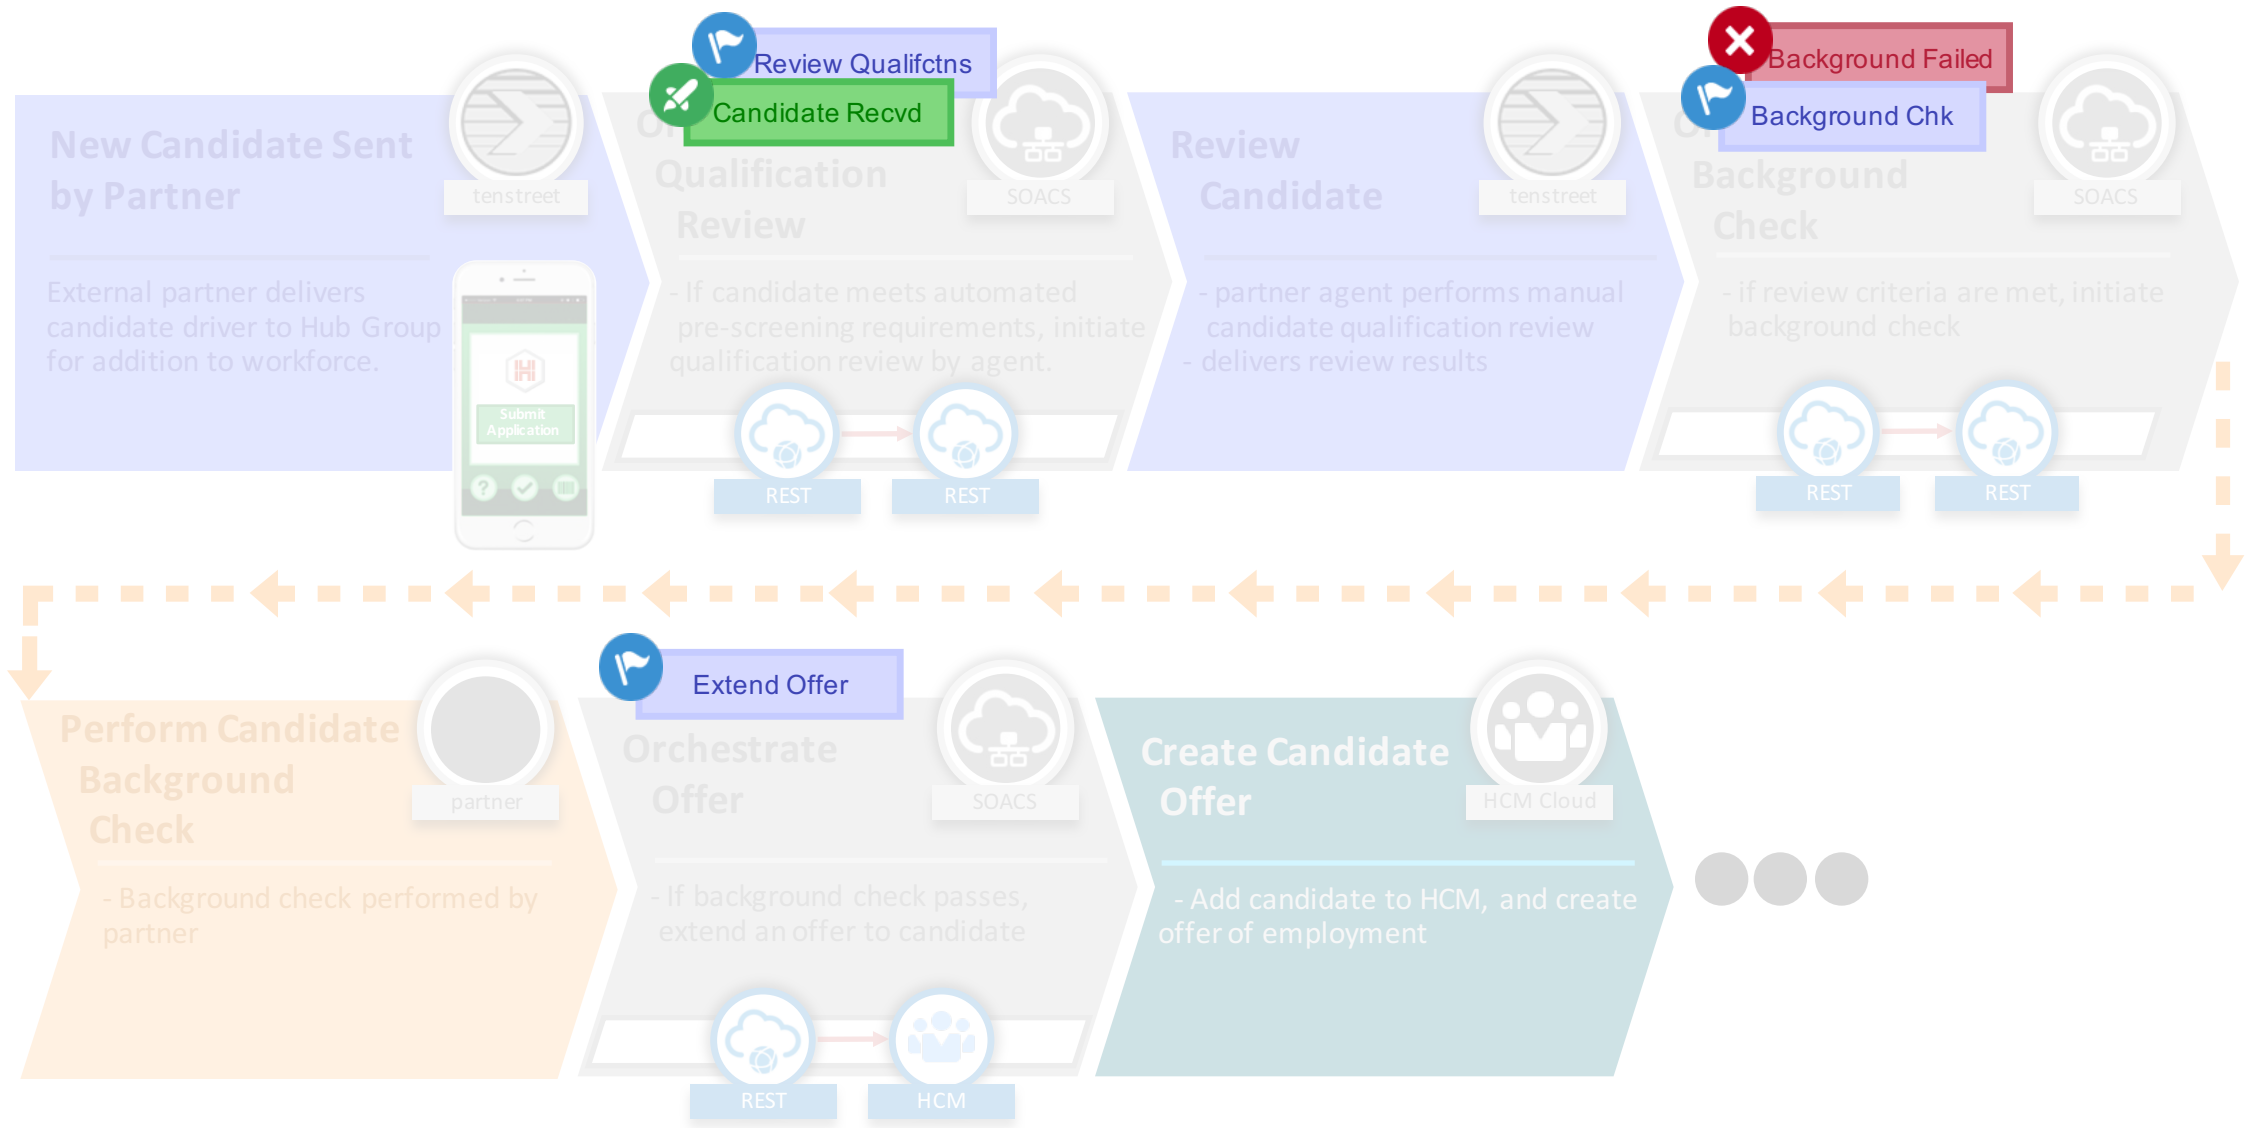 New Candidate Sent
by Partner
tenstreet
External partner delivers
candidate driver to Hub Group
for addition to workforce.
Submit
Application
Review Qualifctns
Candidate Recvd
Qualification
Review
SOACS
- If candidate meets automated
pre-screening requirements, initiate
qualification review by agent.
REST
REST
Review
Candidate
tenstreet
- partner agent performs manual
candidate qualification review
- delivers review results
Background Failed
Background Chk
Background
Check
SOACS
- if review criteria are met, initiate
background check
REST
REST
Perform Candidate
Background
Check
partner
- Background check performed by
partner
Extend Offer
Orchestrate
Offer
SOACS
- If background check passes,
extend an offer to candidate
REST
HCM
Create Candidate
Offer
HCM Cloud
- Add candidate to HCM, and create
offer of employment